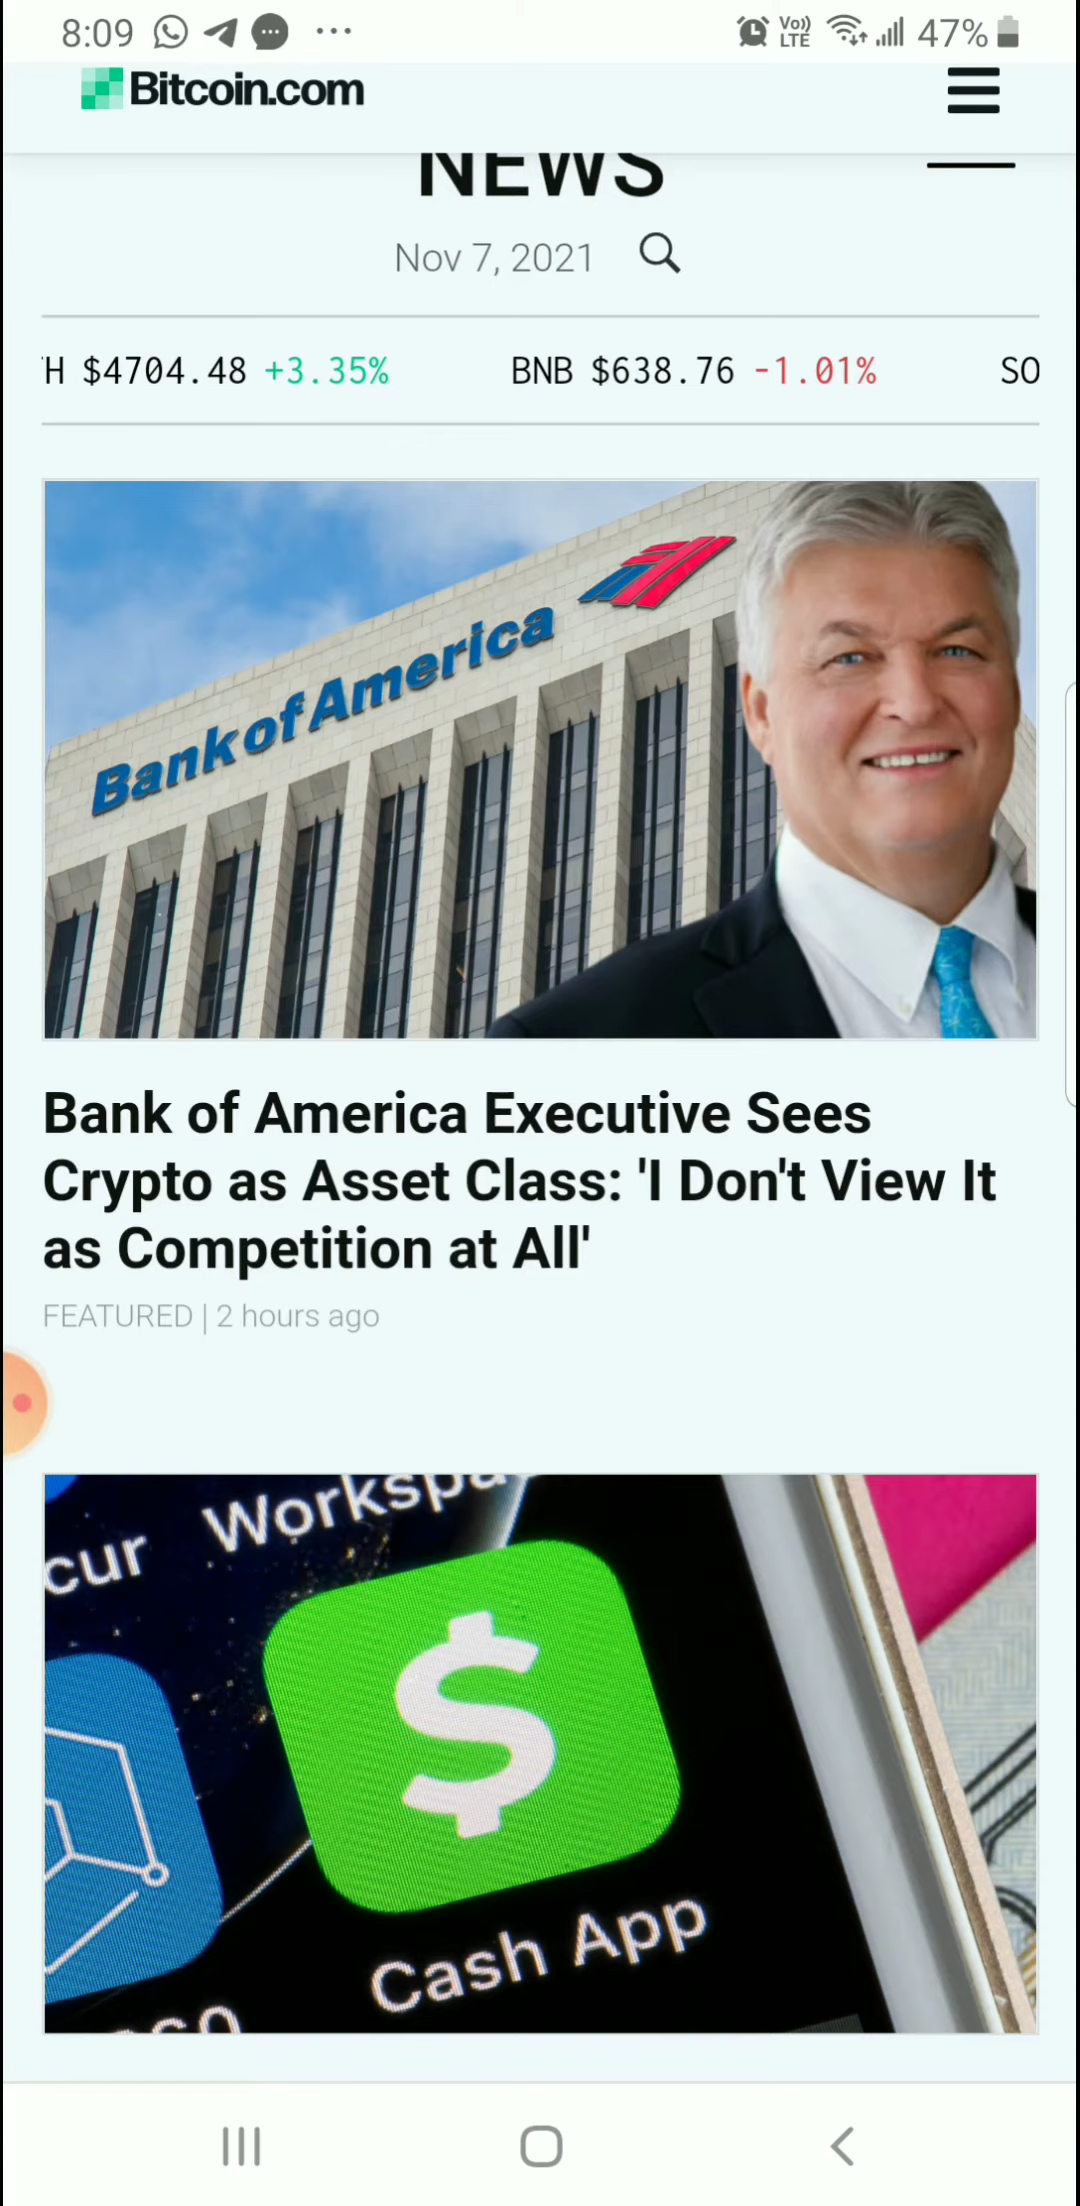 8:09 ... Vo)) LTE 47%
Bitcoin.com
NEWS
Nov 7, 2021
H $4704.48 +3.35% BNB $638.76 -1.01% SO
Bank of America
Bank of America Executive Sees
Crypto as Asset Class: 'I Don't View It
as Competition at All'
FEATURED | 2 hours ago
cur Workspa
$
Cash App